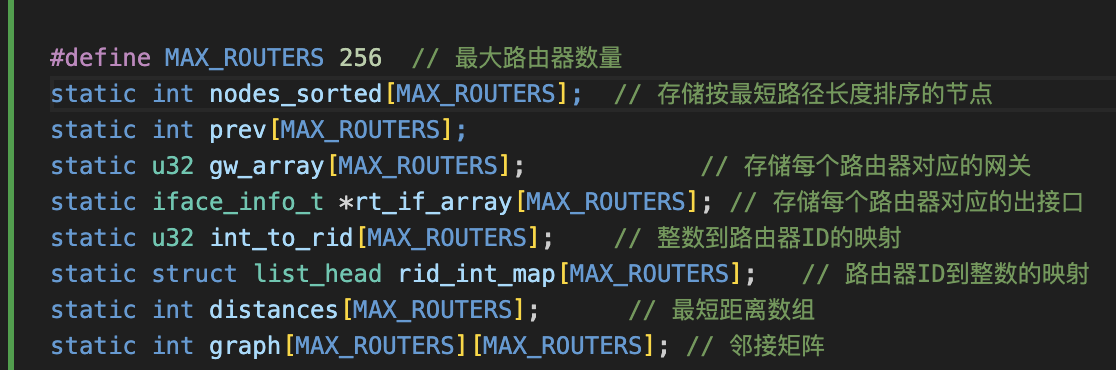 #define MAX_ROUTERS 256  // 最大路由器数量
static int nodes_sorted[MAX_ROUTERS];  // 存储按最短路径长度排序的节点
static int prev[MAX_ROUTERS];
static u32 gw_array[MAX_ROUTERS];            // 存储每个路由器对应的网关
static iface_info_t *rt_if_array[MAX_ROUTERS]; // 存储每个路由器对应的出接口
static u32 int_to_rid[MAX_ROUTERS];    // 整数到路由器ID的映射
static struct list_head rid_int_map[MAX_ROUTERS];   // 路由器ID到整数的映射
static int distances[MAX_ROUTERS];      // 最短距离数组
static int graph[MAX_ROUTERS][MAX_ROUTERS]; // 邻接矩阵